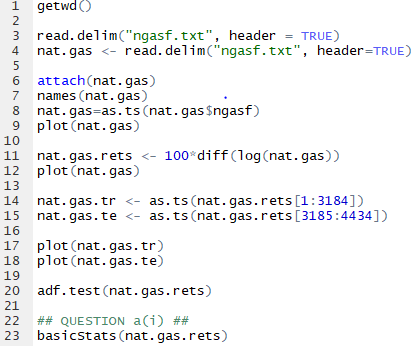 1 getwd()
2
3 read.delim("ngasf.txt", header = TRUE)
4 nat.gas <- read.delim("ngasf.txt", header=TRUE)
5
6 attach(nat.gas)
7 names(nat.gas)
8 nat.gas=as.ts(nat.gas$ngasf)
9 plot(nat.gas)
10
11 nat.gas.rets <- 100*diff(log(nat.gas))
12 plot(nat.gas)
13
14 nat.gas.tr <- as.ts(nat.gas.rets[1:3184])
15 nat.gas.te <- as.ts(nat.gas.rets[3185:4434])
16
17 plot(nat.gas.tr)
18 plot(nat.gas.te)
19
20 adf.test(nat.gas.rets)
21
22 ## QUESTION a(i) ##
23 basicStats(nat.gas.rets)